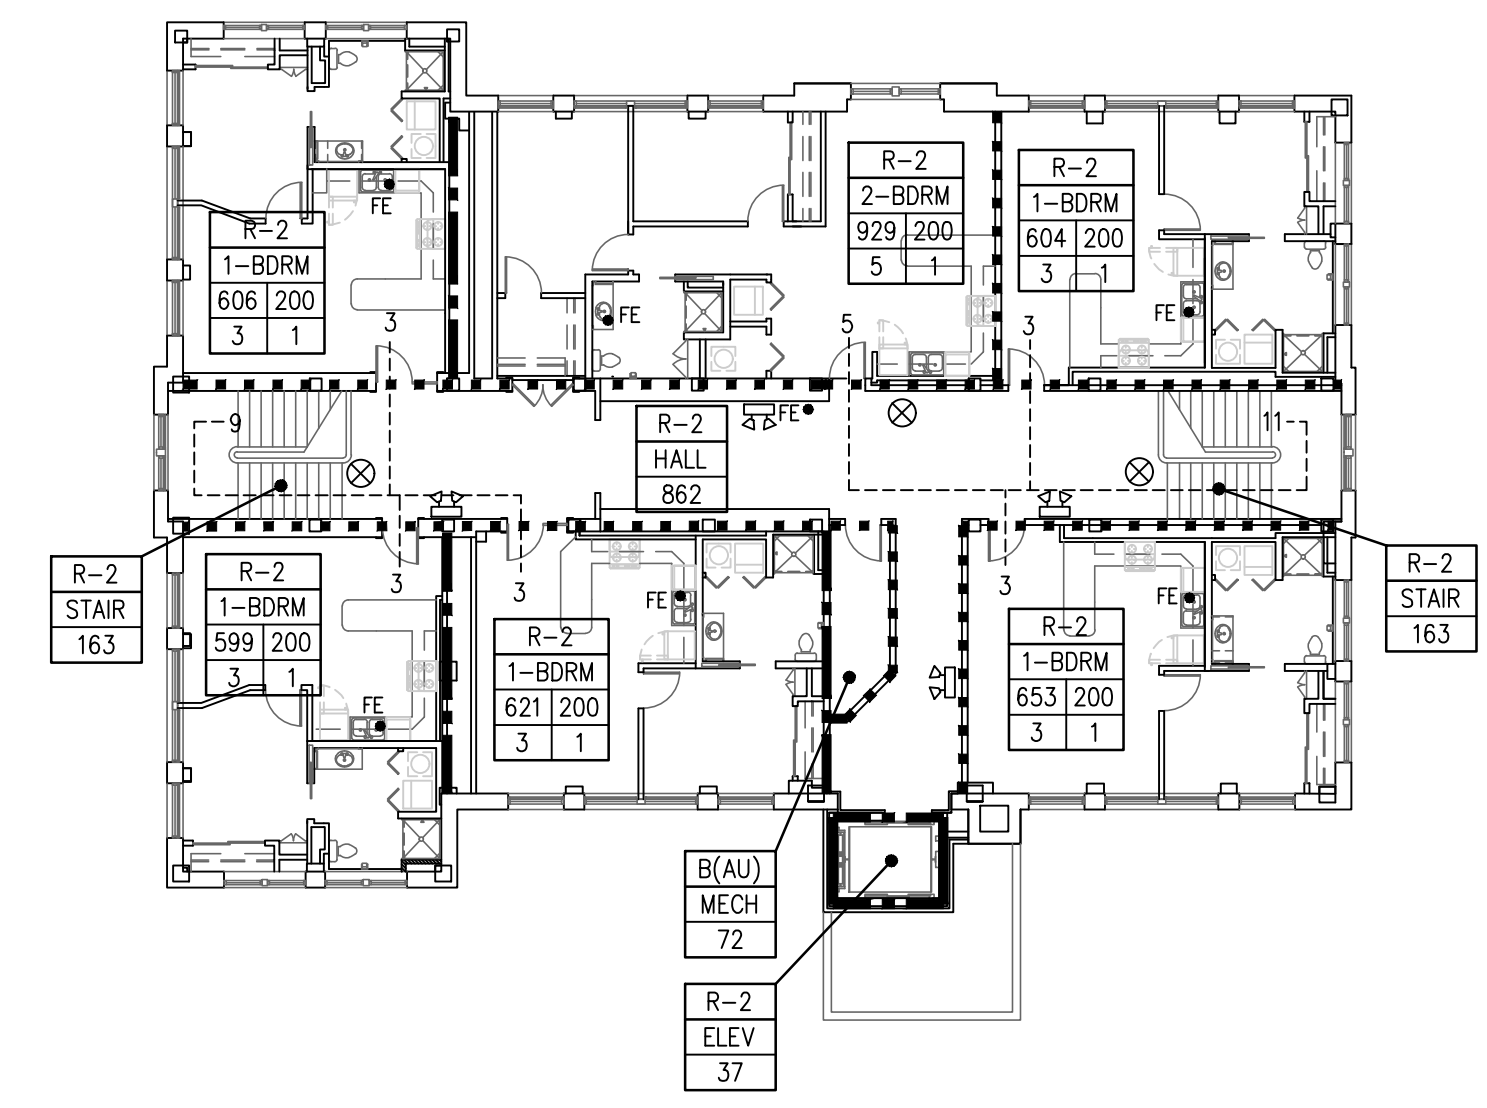 R-2
1-BDRM
606 200
3 1
FE
3
R-2
2-BDRM
929 200
5 1
FE
5
R-2
1-BDRM
604 200
3 1
FE
3
9
R-2
HALL
862
FE
11
R-2
STAIR
163
R-2
1-BDRM
599 200
3 1
FE
3
3
R-2
1-BDRM
621 200
3 1
FE
3
R-2
1-BDRM
653 200
3 1
FE
R-2
STAIR
163
B(AU)
MECH
72
R-2
ELEV
37